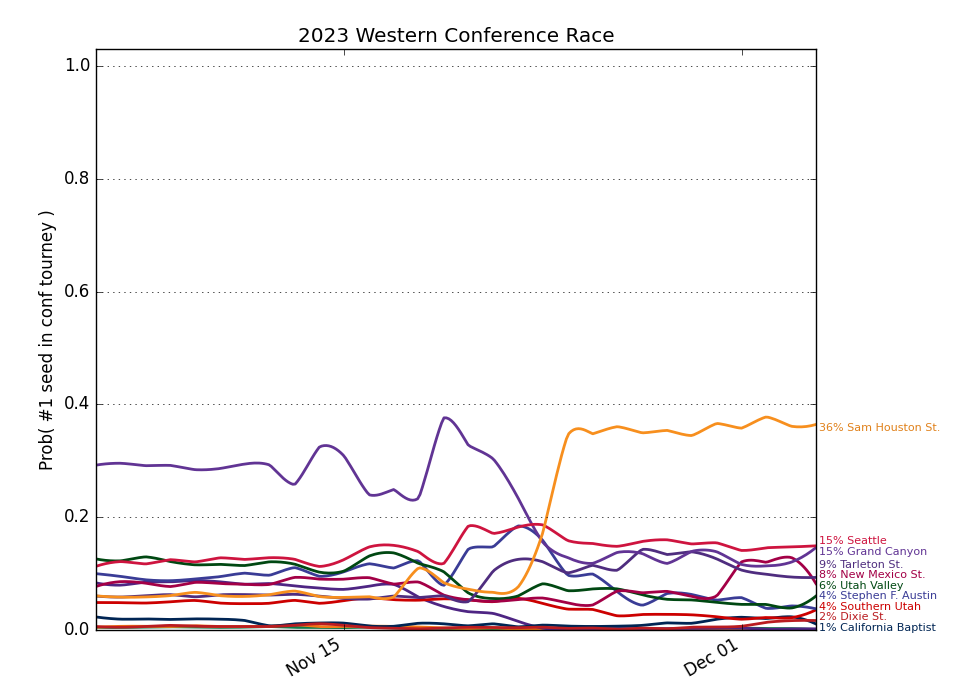 2023 Western Conference Race
Prob( #1 seed in conf tourney )
1.0
0.8
0.6
0.4
0.2
0.0
Nov 15
Dec 01
36% Sam Houston St.
15% Seattle
15% Grand Canyon
9% Tarleton St.
8% New Mexico St.
6% Utah Valley
4% Stephen F. Austin
4% Southern Utah
2% Dixie St.
1% California Baptist